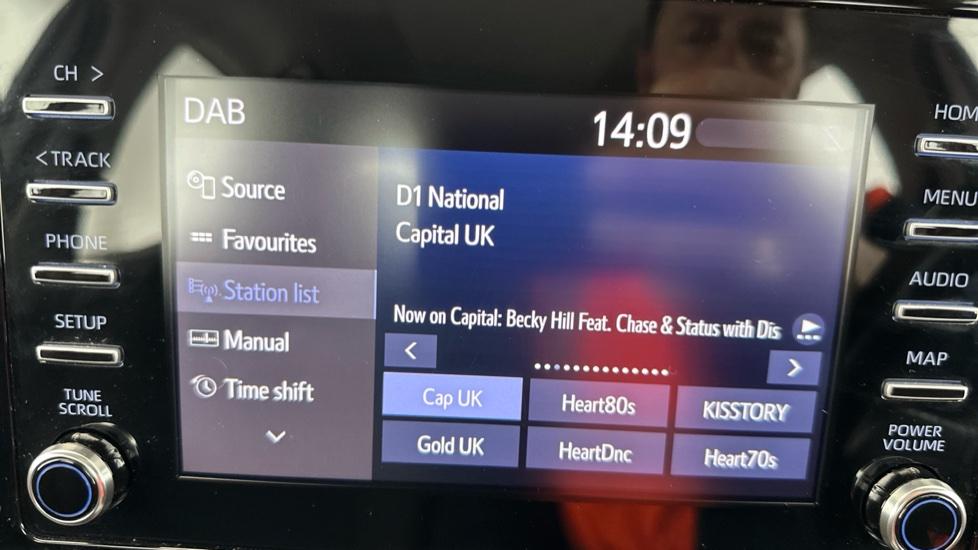 CH >
< TRACK
PHONE
SETUP
TUNE
SCROLL
DAB
14:09
Source
Favourites
Station list
Manual
Time shift
D1 National
Capital UK
Now on Capital: Becky Hill Feat. Chase & Status with Dis
<
>
Cap UK
Heart80s
KISSTORY
Gold UK
HeartDnc
Heart70s
HOM
MENU
AUDIO
MAP
POWER
VOLUME